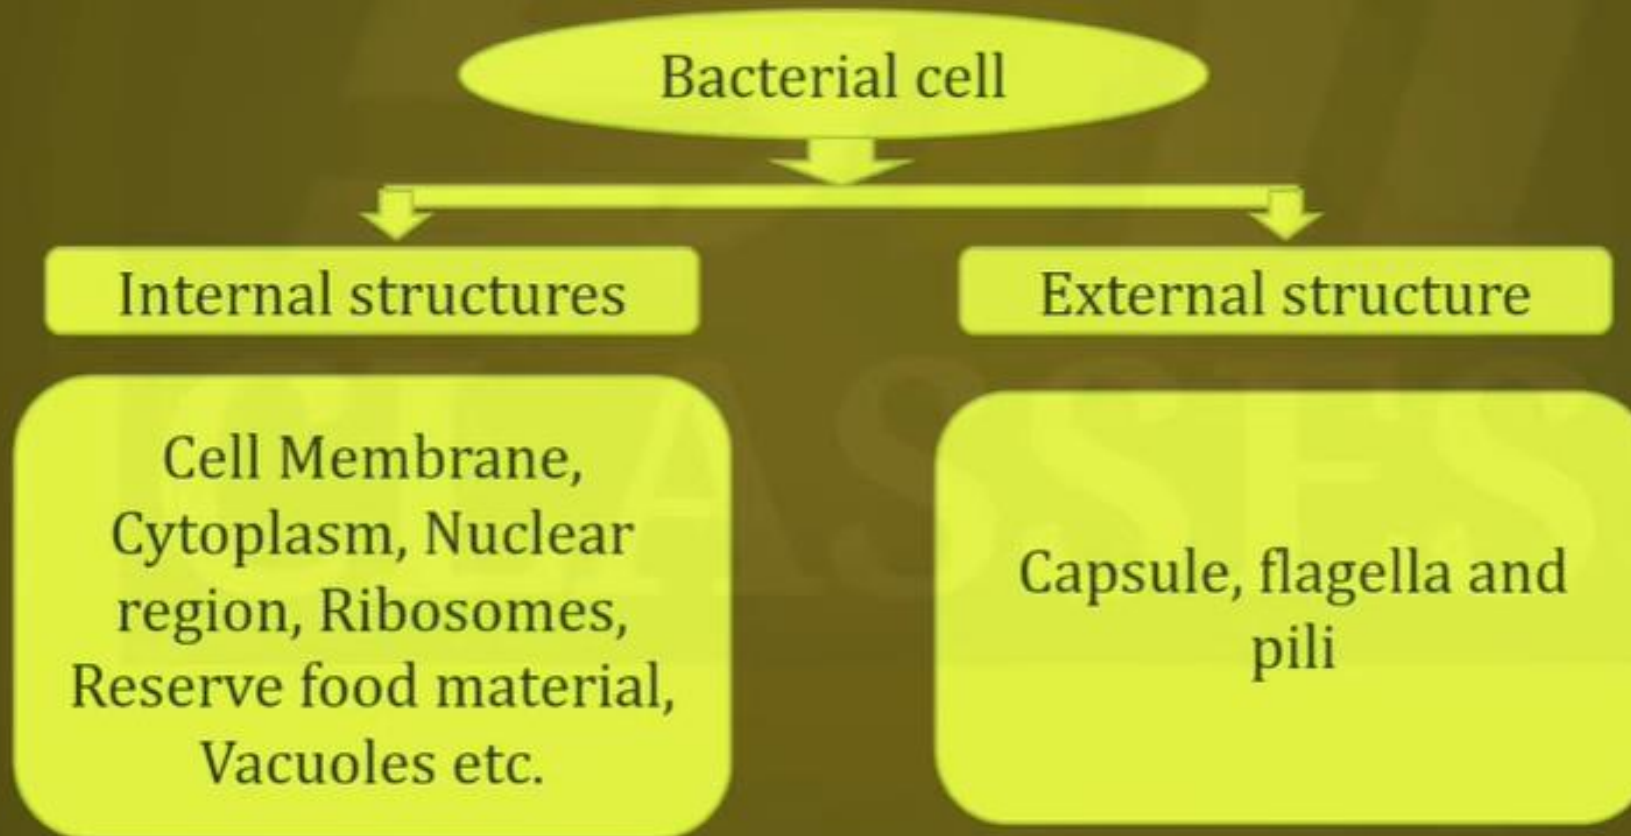 Bacterial cell
Internal structures
External structure
Cell Membrane,
Cytoplasm, Nuclear
region, Ribosomes,
Reserve food material,
Vacuoles etc.
Capsule, flagella and
pili
CLASSES